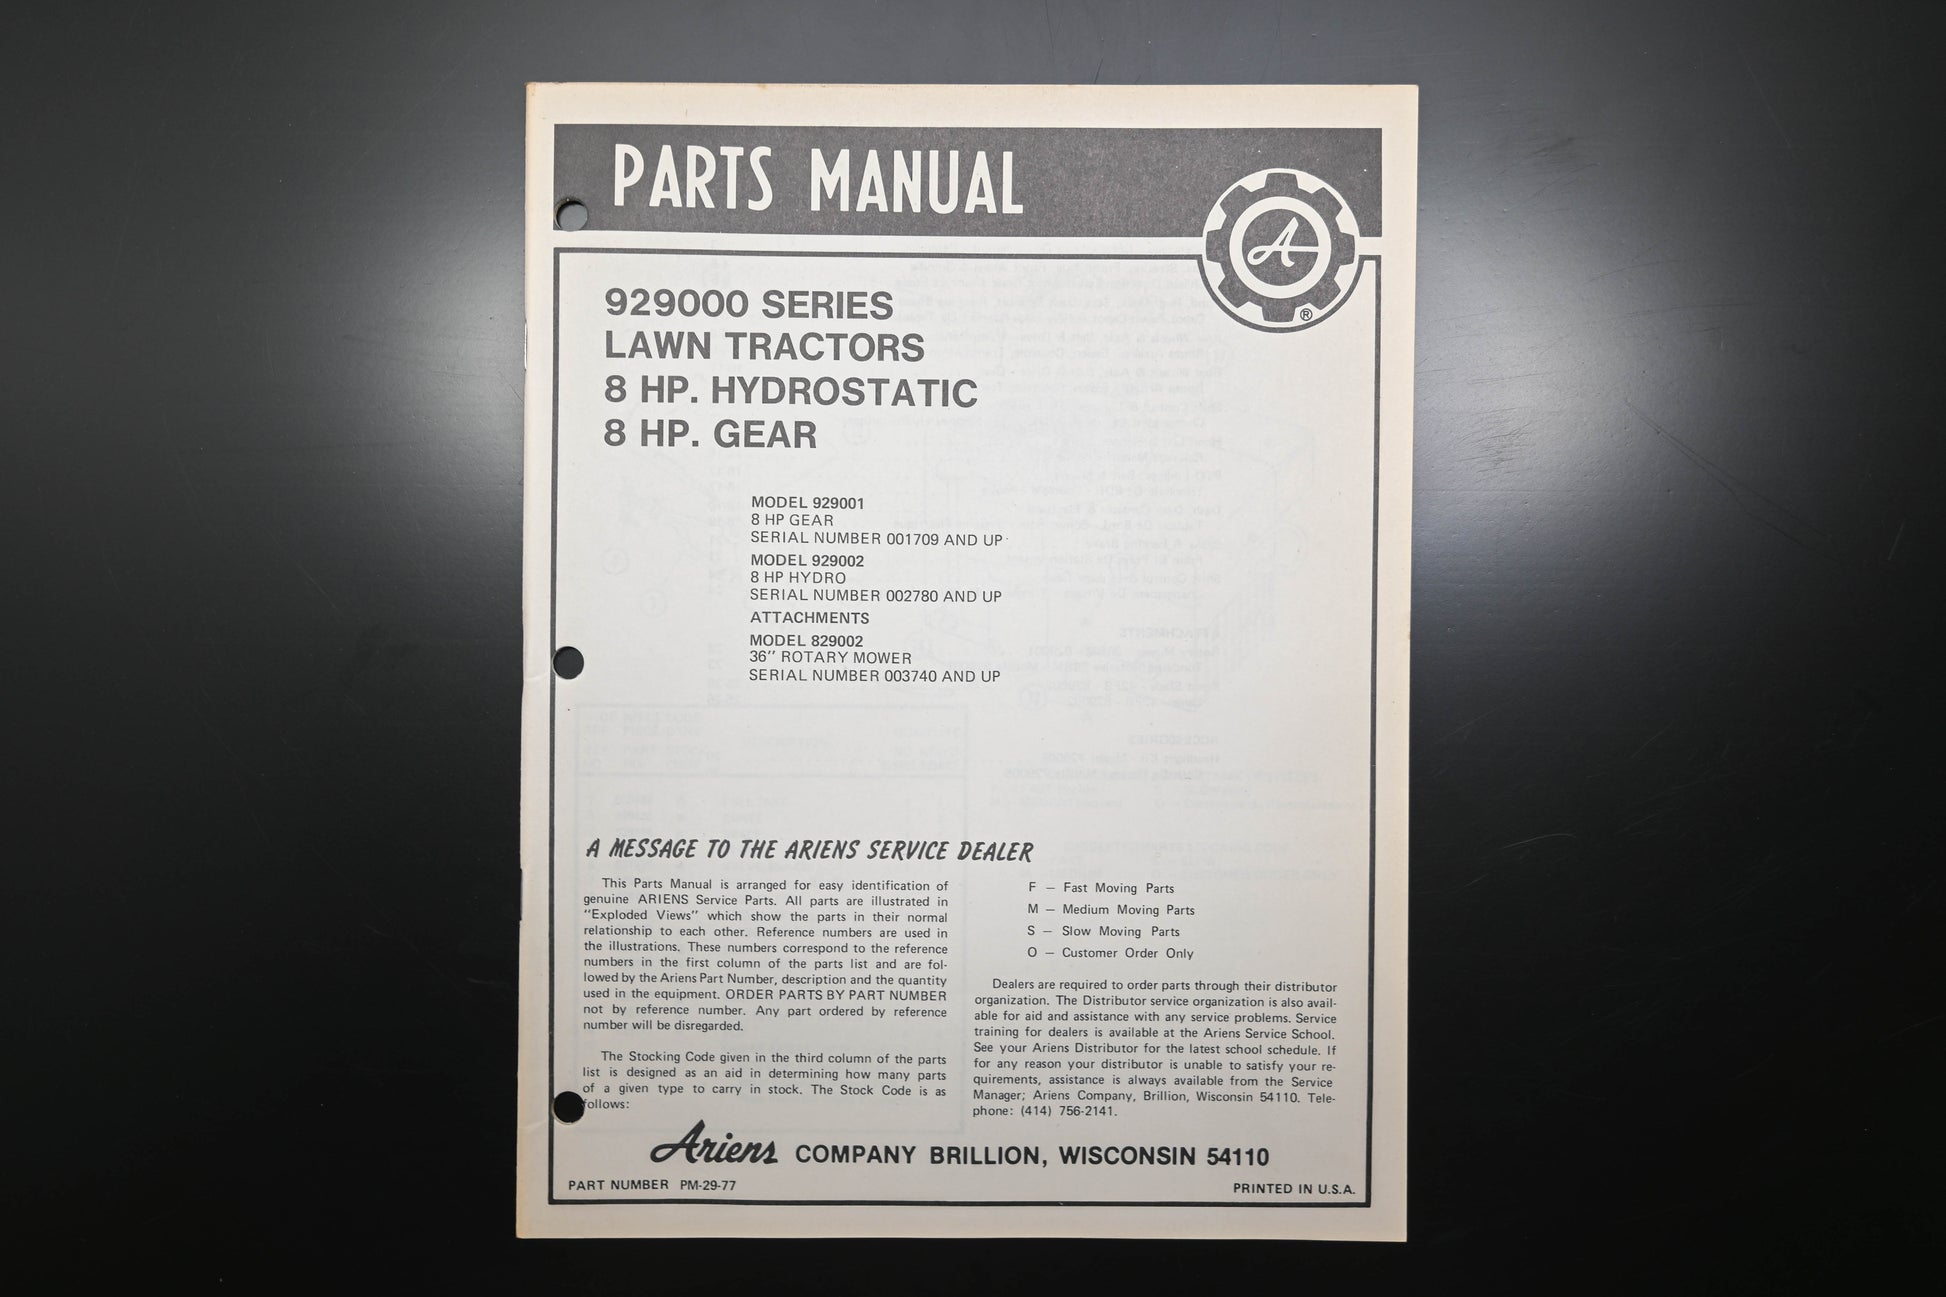 PARTS MANUAL
A
®
929000 SERIES
LAWN TRACTORS
8 HP. HYDROSTATIC
8 HP. GEAR
MODEL 929001
8 HP GEAR
SERIAL NUMBER 001709 AND UP
MODEL 929002
8 HP HYDRO
SERIAL NUMBER 002780 AND UP
ATTACHMENTS
MODEL 829002
36" ROTARY MOWER
SERIAL NUMBER 003740 AND UP
A MESSAGE TO THE ARIENS SERVICE DEALER
This Parts Manual is arranged for easy identification of
genuine ARIENS Service Parts. All parts are illustrated in
"Exploded Views" which show the parts in their normal
relationship to each other. Reference numbers are used in
the illustrations. These numbers correspond to the reference
numbers in the first column of the parts list and are fol-
lowed by the Ariens Part Number, description and the quantity
used in the equipment. ORDER PARTS BY PART NUMBER
not by reference number. Any part ordered by reference
number will be disregarded.
The Stocking Code given in the third column of the parts
list is designed as an aid in determining how many parts
of a given type to carry in stock. The Stock Code is as
follows:
F — Fast Moving Parts
M — Medium Moving Parts
S — Slow Moving Parts
O — Customer Order Only
Dealers are required to order parts through their distributor
organization. The Distributor service organization is also avail-
able for aid and assistance with any service problems. Service
training for dealers is available at the Ariens Service School.
See your Ariens Distributor for the latest school schedule. If
for any reason your distributor is unable to satisfy your re-
quirements, assistance is always available from the Service
Manager; Ariens Company, Brillion, Wisconsin 54110. Tele-
phone: (414) 756-2141.
Ariens COMPANY BRILLION, WISCONSIN 54110
PART NUMBER PM-29-77
PRINTED IN U.S.A.